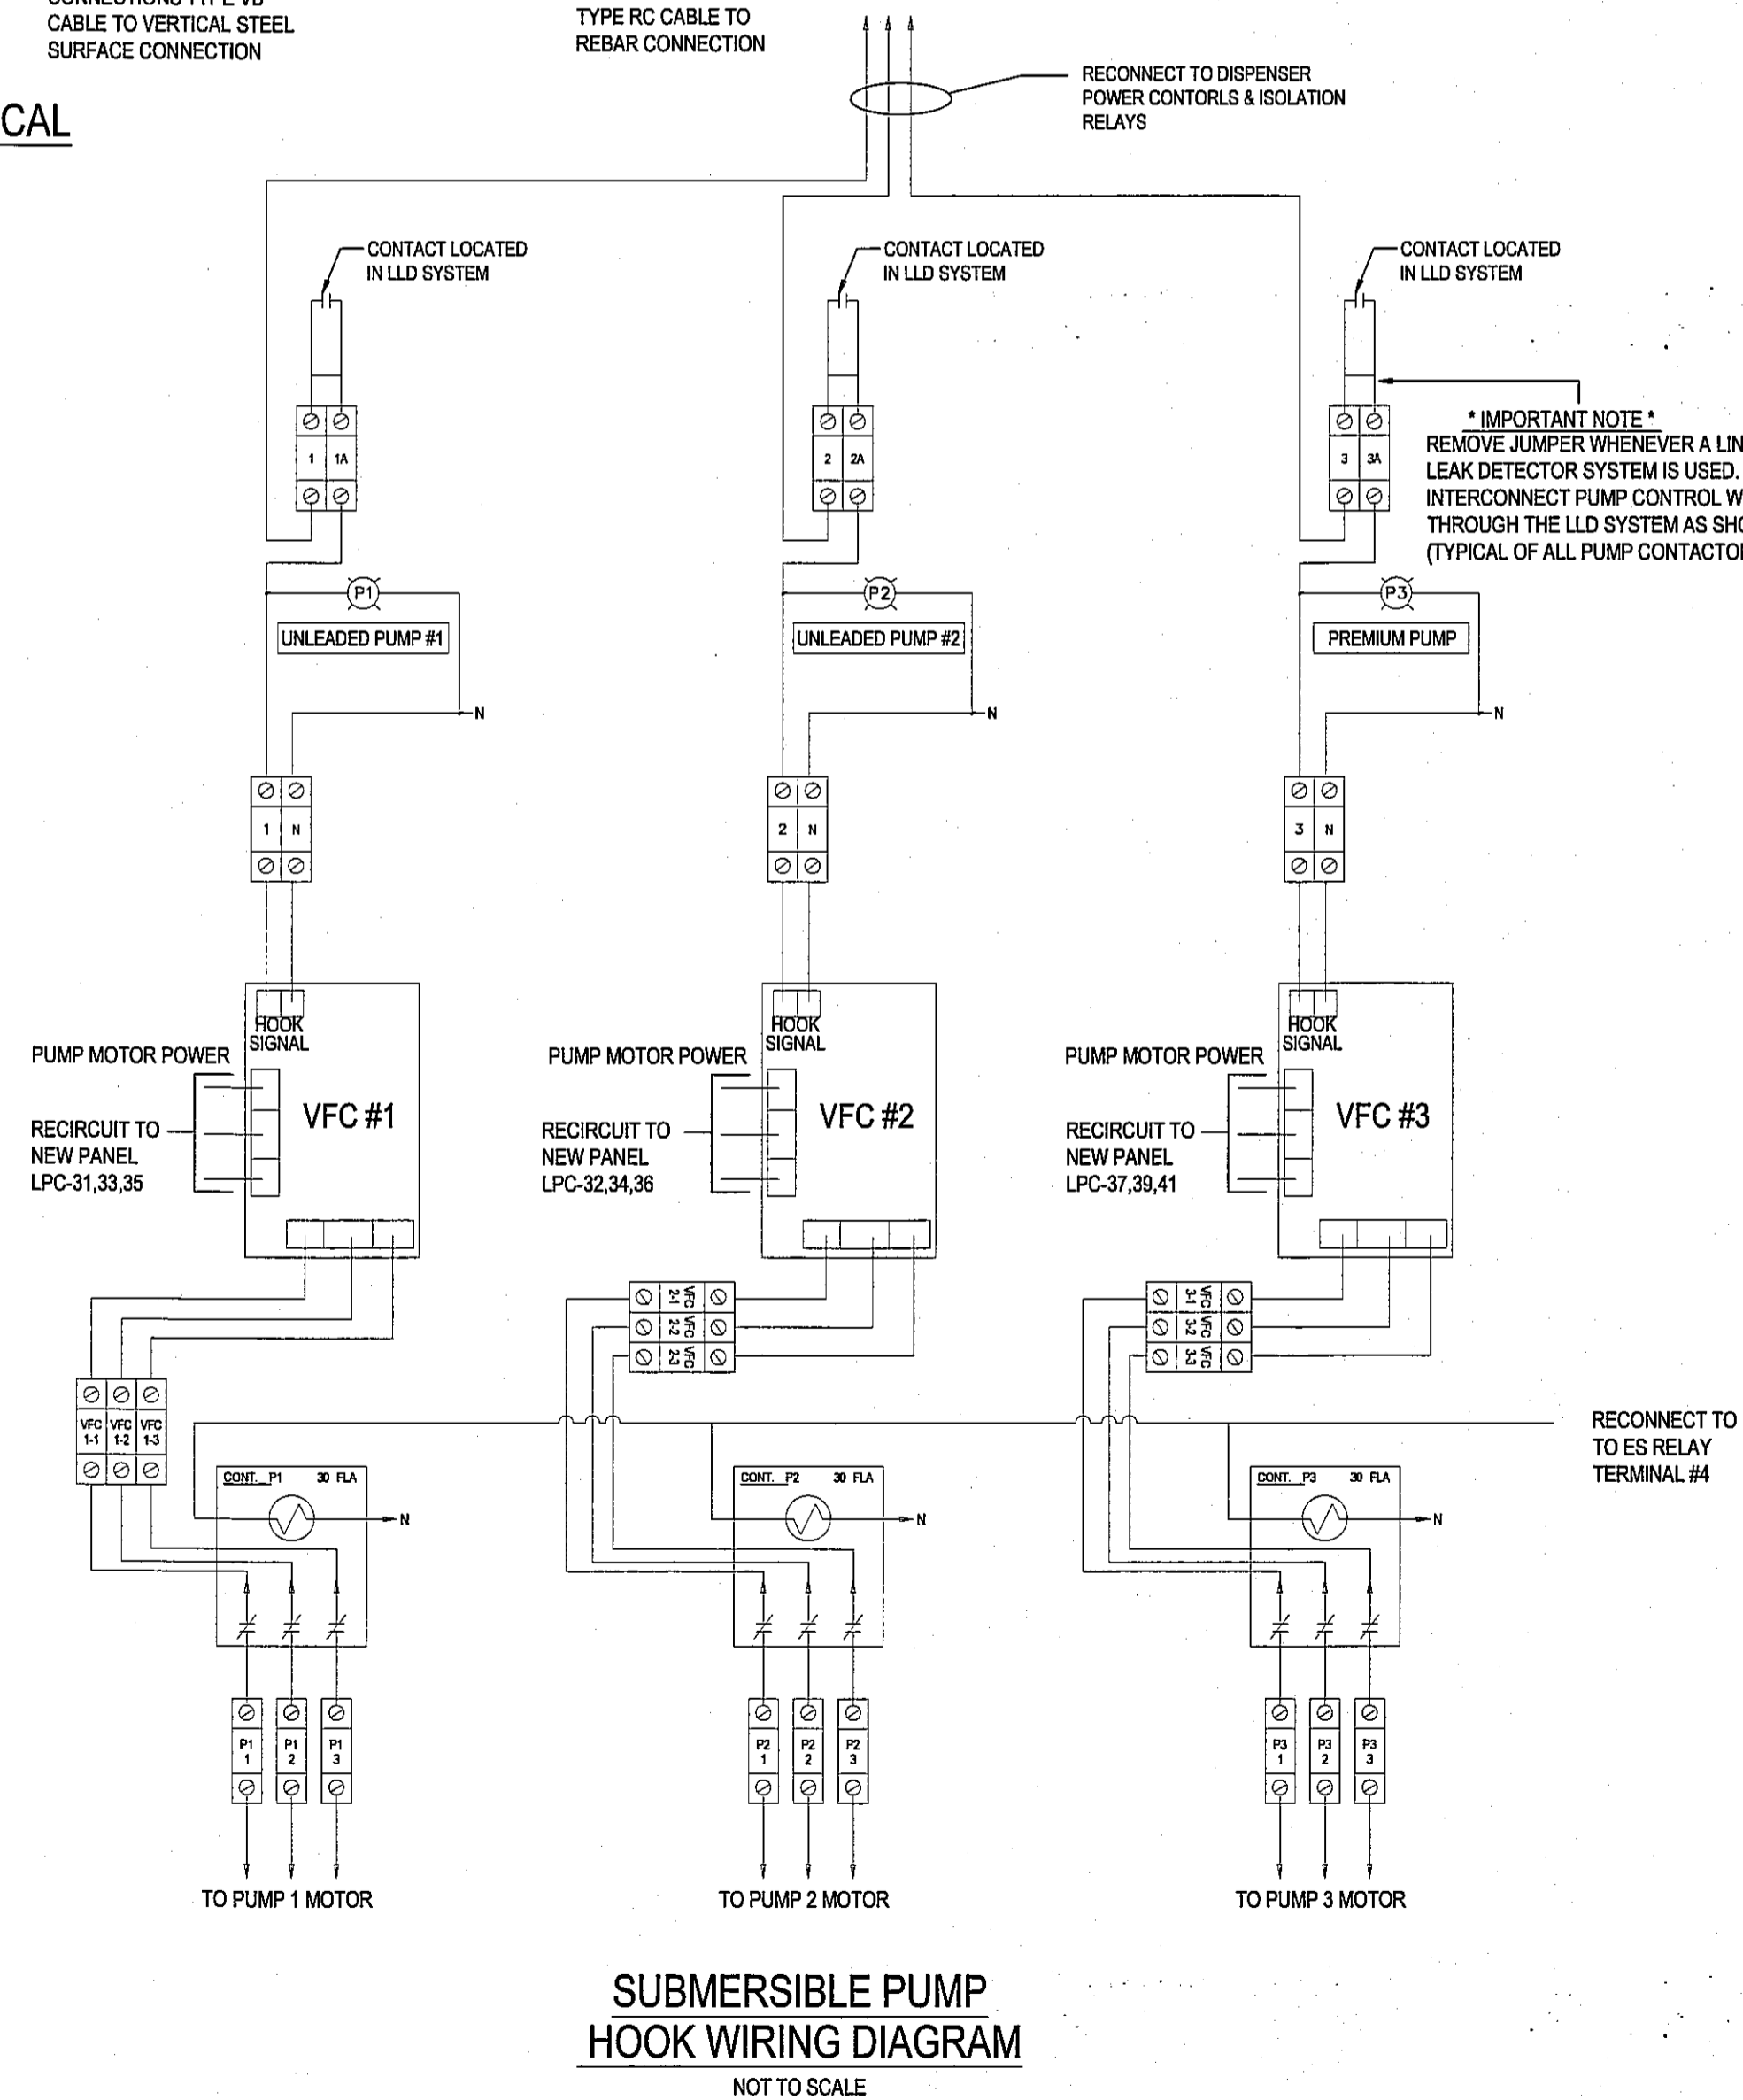 CABLE TO VERTICAL STEEL
SURFACE CONNECTION
CAL
TYPE RC CABLE TO
REBAR CONNECTION
RECONNECT TO DISPENSER
POWER CONTORLS & ISOLATION
RELAYS
CONTACT LOCATED
IN LLD SYSTEM
CONTACT LOCATED
IN LLD SYSTEM
CONTACT LOCATED
IN LLD SYSTEM
1 1A
2 2A
3 3A
* IMPORTANT NOTE *
REMOVE JUMPER WHENEVER A LIN
LEAK DETECTOR SYSTEM IS USED.
INTERCONNECT PUMP CONTROL W
THROUGH THE LLD SYSTEM AS SHO
(TYPICAL OF ALL PUMP CONTACTO
P1
P2
P3
UNLEADED PUMP #1
UNLEADED PUMP #2
PREMIUM PUMP
N
N
N
1 N
2 N
3 N
HOOK
SIGNAL
HOOK
SIGNAL
HOOK
SIGNAL
PUMP MOTOR POWER
PUMP MOTOR POWER
PUMP MOTOR POWER
VFC #1
VFC #2
VFC #3
RECIRCUIT TO
NEW PANEL
LPC-31,33,35
RECIRCUIT TO
NEW PANEL
LPC-32,34,36
RECIRCUIT TO
NEW PANEL
LPC-37,39,41
VFC
2-1
VFC
2-2
VFC
2-3
VFC
3-1
VFC
3-2
VFC
3-3
VFC
1-1
VFC
1-2
VFC
1-3
RECONNECT TO
TO ES RELAY
TERMINAL #4
CONT. P1 30 FLA
CONT. P2 30 FLA
CONT. P3 30 FLA
N
N
N
P1
1
P1
2
P1
3
P2
1
P2
2
P2
3
P3
1
P3
2
P3
3
TO PUMP 1 MOTOR
TO PUMP 2 MOTOR
TO PUMP 3 MOTOR
SUBMERSIBLE PUMP
HOOK WIRING DIAGRAM
NOT TO SCALE